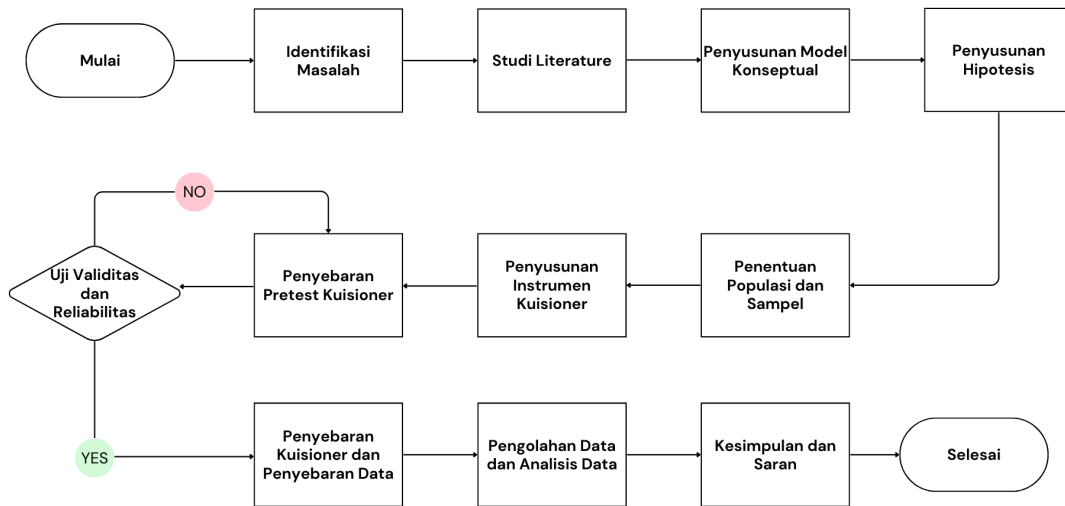 Mulai
Identifikasi
Masalah
Studi Literature
Penyusunan Model
Konseptual
Penyusunan
Hipotesis
NO
Uji Validitas
dan
Reliabilitas
Penyebaran
Pretest Kuisioner
Penyusunan
Instrumen
Kuisioner
Penentuan
Populasi dan
Sampel
YES
Penyebaran
Kuisioner dan
Penyebaran Data
Pengolahan Data
dan Analisis Data
Kesimpulan dan
Saran
Selesai